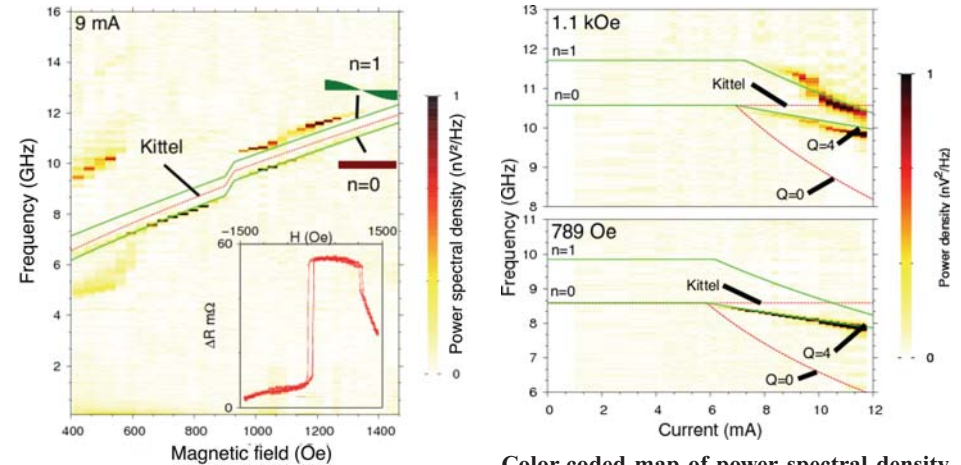 9 mA
n=1
Kittel
n=0
16
14
12
10
8
6
4
2
Frequency (GHz)
400
600
800
1000
1200
1400
Magnetic field (Oe)
1
0
Power spectral density (nV²/Hz)
−1500
H (Oe)
1500
60
ΔR mΩ
0
1.1 kOe
n=1
n=0
Kittel
Q=4
Q=0
13
12
11
10
9
8
789 Oe
n=1
n=0
Kittel
Q=4
Q=0
11
10
9
8
7
6
Frequency (GHz)
0
2
4
6
8
10
12
Current (mA)
1
0
Power density (nV²/Hz)
Color-coded map of power spectral density